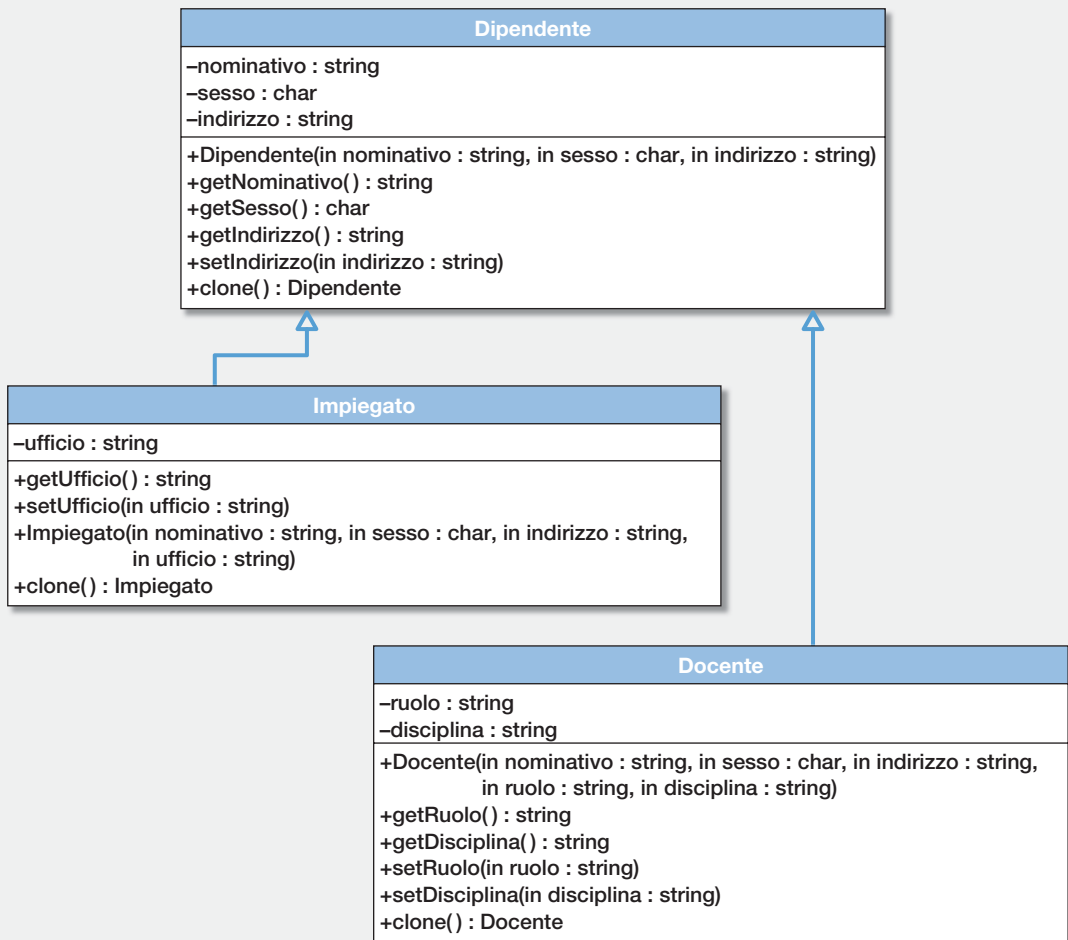 Dipendente
–nominativo : string
–sesso : char
–indirizzo : string
+Dipendente(in nominativo : string, in sesso : char, in indirizzo : string)
+getNominativo( ) : string
+getSesso( ) : char
+getIndirizzo( ) : string
+setIndirizzo(in indirizzo : string)
+clone( ) : Dipendente
Impiegato
–ufficio : string
+getUfficio( ) : string
+setUfficio(in ufficio : string)
+Impiegato(in nominativo : string, in sesso : char, in indirizzo : string,
in ufficio : string)
+clone( ) : Impiegato
Docente
–ruolo : string
–disciplina : string
+Docente(in nominativo : string, in sesso : char, in indirizzo : string,
in ruolo : string, in disciplina : string)
+getRuolo( ) : string
+getDisciplina( ) : string
+setRuolo(in ruolo : string)
+setDisciplina(in disciplina : string)
+clone( ) : Docente